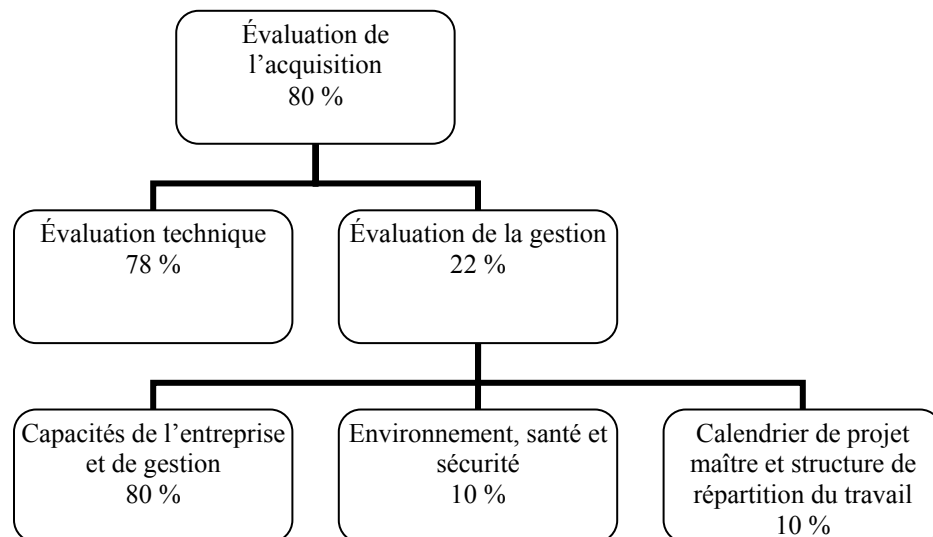 Évaluation de
l’acquisition
80 %
Évaluation technique
78 %
Évaluation de la gestion
22 %
Capacités de l’entreprise
et de gestion
80 %
Environnement, santé et
sécurité
10 %
Calendrier de projet
maître et structure de
répartition du travail
10 %